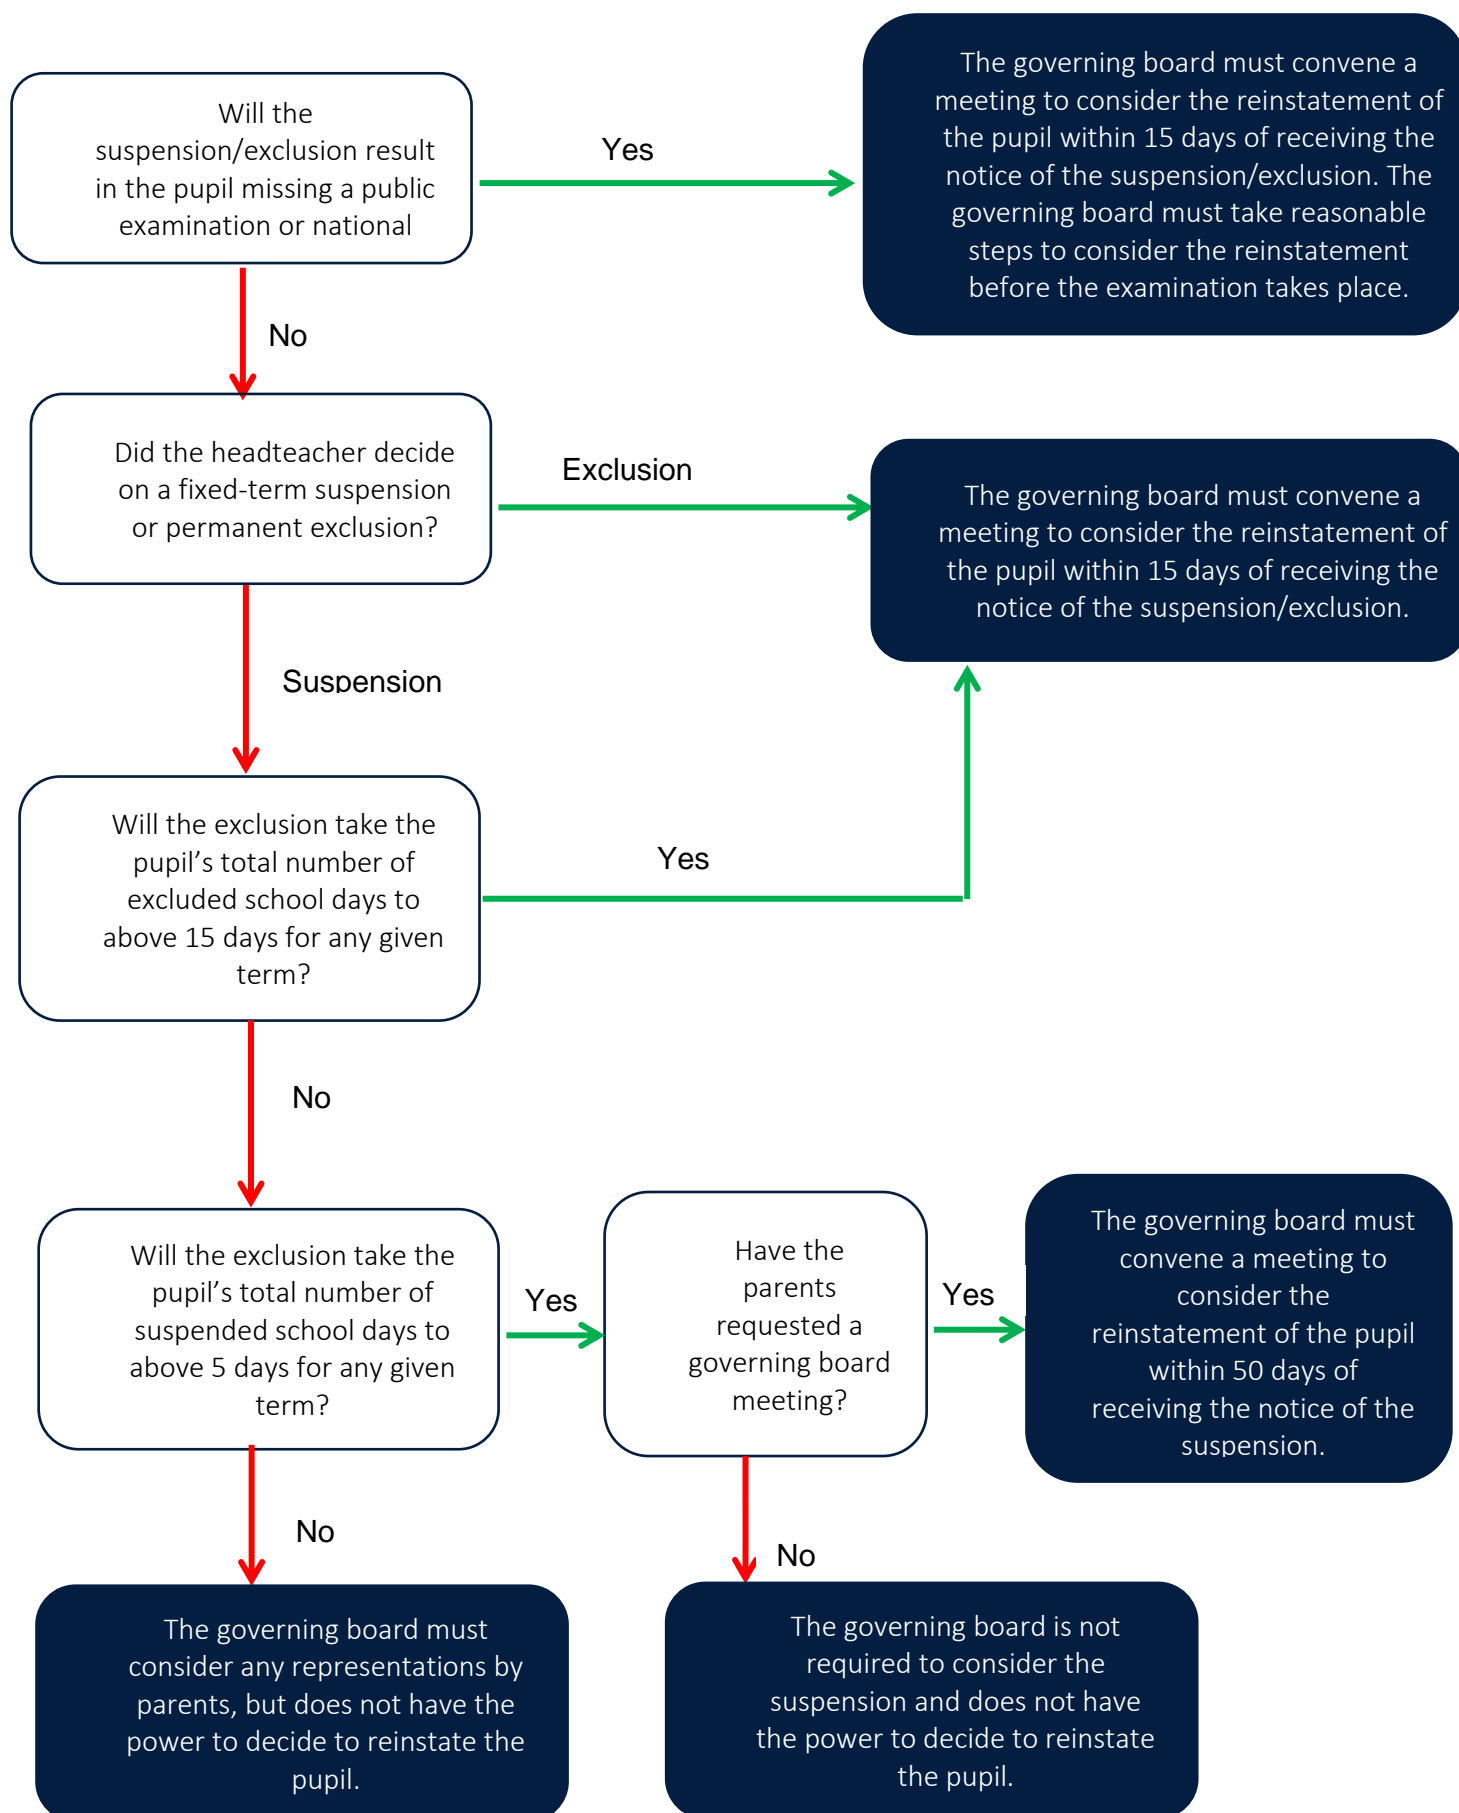 Will the
suspension/exclusion result
in the pupil missing a public
examination or national
Yes
The governing board must convene a
meeting to consider the reinstatement of
the pupil within 15 days of receiving the
notice of the suspension/exclusion. The
governing board must take reasonable
steps to consider the reinstatement
before the examination takes place.
No
Did the headteacher decide
on a fixed-term suspension
or permanent exclusion?
Exclusion
The governing board must convene a
meeting to consider the reinstatement of
the pupil within 15 days of receiving the
notice of the suspension/exclusion.
Suspension
Will the exclusion take the
pupil’s total number of
excluded school days to
above 15 days for any given
term?
Yes
No
Will the exclusion take the
pupil’s total number of
suspended school days to
above 5 days for any given
term?
Yes
Have the
parents
requested a
governing board
meeting?
Yes
The governing board must
convene a meeting to
consider the
reinstatement of the pupil
within 50 days of
receiving the notice of the
suspension.
No
No
The governing board must
consider any representations by
parents, but does not have the
power to decide to reinstate the
pupil.
The governing board is not
required to consider the
suspension and does not have
the power to decide to reinstate
the pupil.